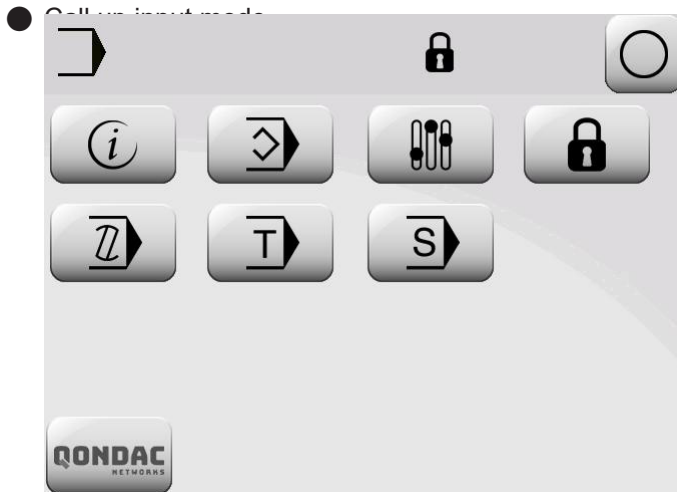 Call up input mode
i
T
S
QONDAC
NETWORKS